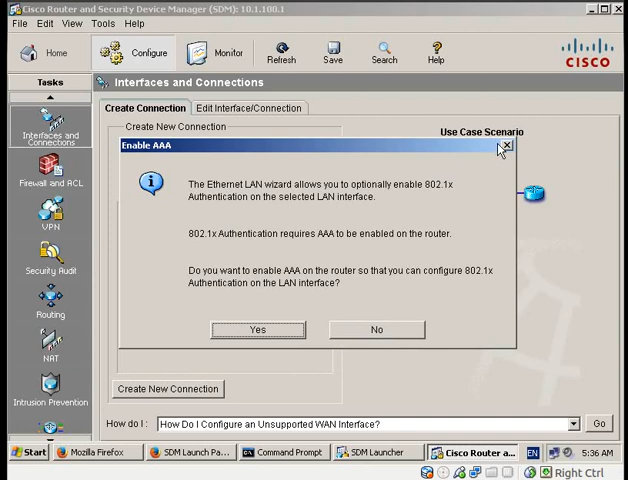 Cisco Router and Security Device Manager (SDM): 10.1.100.1
File Edit View Tools Help
Home Configure Monitor Refresh Save Search Help
CISCO
Tasks
Interfaces and Connections
Create Connection Edit Interface/Connection
Create New Connection
Use Case Scenario
Interfaces and
Connections
Firewall and ACL
VPN
Security Audit
Routing
NAT
Intrusion Prevention
Enable AAA
The Ethernet LAN wizard allows you to optionally enable 802.1x
Authentication on the selected LAN interface.
802.1x Authentication requires AAA to be enabled on the router.
Do you want to enable AAA on the router so that you can configure 802.1x
Authentication on the LAN interface?
Yes No
Create New Connection
How do I : How Do I Configure an Unsupported WAN Interface? Go
Start Mozilla Firefox SDM Launch Pa... Command Prompt SDM Launcher Cisco Router a... EN 5:36 AM
Right Ctrl